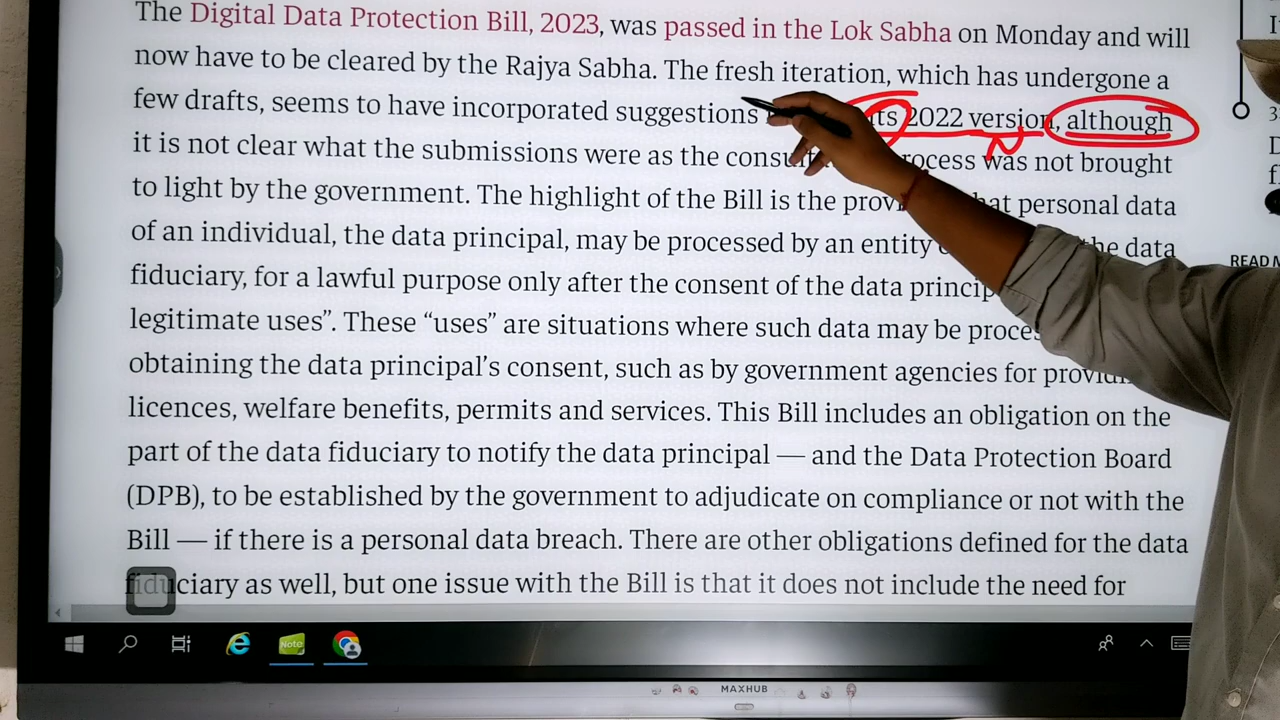 The Digital Data Protection Bill, 2023, was passed in the Lok Sabha on Monday and will
now have to be cleared by the Rajya Sabha. The fresh iteration, which has undergone a
few drafts, seems to have incorporated suggestions its 2022 version, although
it is not clear what the submissions were as the was not brought
to light by the government. The highlight of the Bill is the personal data
of an individual, the data principal, may be processed by an entity the data
fiduciary, for a lawful purpose only after the consent of the data
legitimate uses”. These “uses” are situations where such data may be
obtaining the data principal’s consent, such as by government agencies for
licences, welfare benefits, permits and services. This Bill includes an obligation on the
part of the data fiduciary to notify the data principal — and the Data Protection Board
(DPB), to be established by the government to adjudicate on compliance or not with the
Bill — if there is a personal data breach. There are other obligations defined for the data
fiduciary as well, but one issue with the Bill is that it does not include the need for
READ
Note
MAXHUB